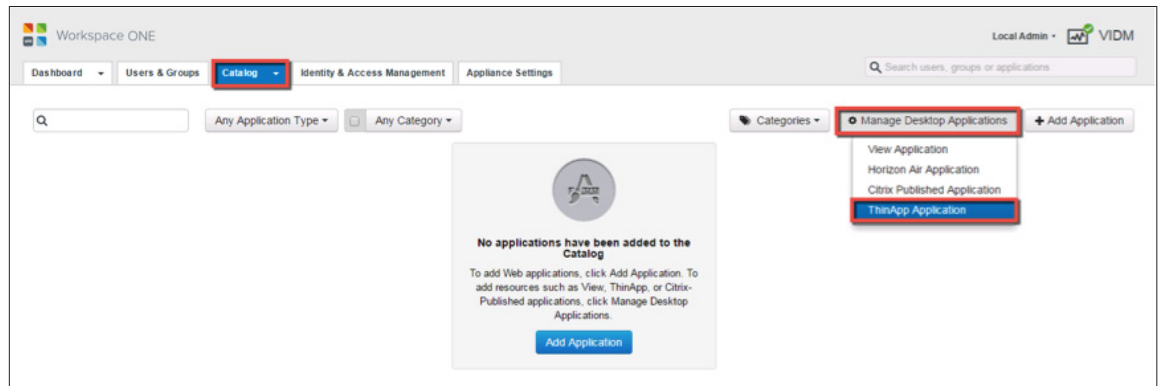 Workspace ONE
Local Admin
VIDM
Dashboard
Users & Groups
Catalog
Identity & Access Management
Appliance Settings
Search users, groups or applications
Any Application Type
Any Category
Categories
Manage Desktop Applications
+ Add Application
View Application
Horizon Air Application
Citrix Published Application
ThinApp Application
No applications have been added to the
Catalog
To add Web applications, click Add Application. To
add resources such as View, ThinApp, or Citrix-
Published applications, click Manage Desktop
Applications.
Add Application